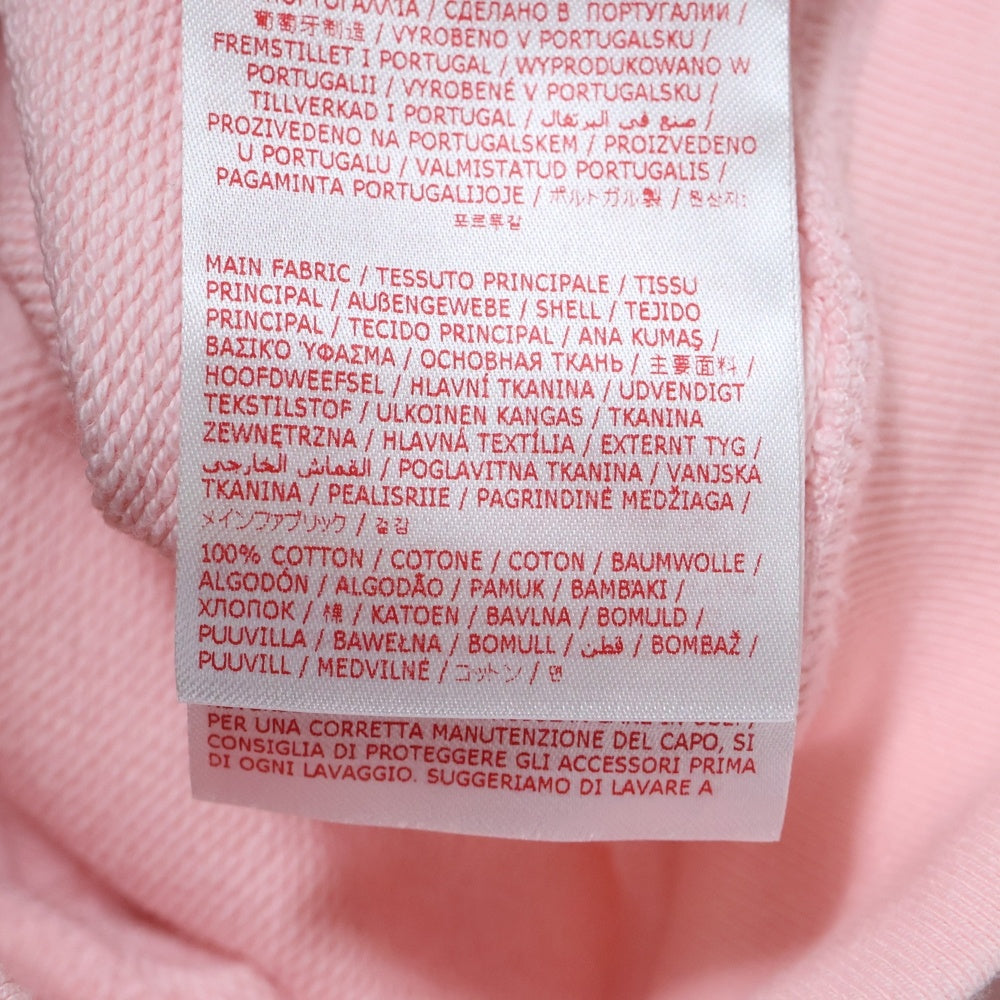 СДЕЛАНО В ПОРТУГАЛИИ /
葡萄牙制造 / VYROBENO V PORTUGALSKU /
FREMSTILLET I PORTUGAL / WYPRODUKOWANO W
PORTUGALII / VYROBENÉ V PORTUGALSKU /
TILLVERKAD I PORTUGAL / صنع في البرتغال /
PROZIVEDENO NA PORTUGALSKEM / PROIZVEDENO
U PORTUGALU / VALMISTATUD PORTUGALIS /
PAGAMINTA PORTUGALIJOJE / ポルトガル製 / 원산지:
포르투갈
MAIN FABRIC / TESSUTO PRINCIPALE / TISSU
PRINCIPAL / AUßENGEWEBE / SHELL / TEJIDO
PRINCIPAL / TECIDO PRINCIPAL / ANA KUMAŞ /
ΒΑΣΙΚΌ ΎΦΑΣΜΑ / ОСНОВНАЯ ТКАНЬ / 主要面料 /
HOOFDWEEFSEL / HLAVNÍ TKANINA / UDVENDIGT
TEKSTILSTOF / ULKOINEN KANGAS / TKANINA
ZEWNĘTRZNA / HLAVNÁ TEXTÍLIA / EXTERNT TYG /
القماش الخارجي / POGLAVITNA TKANINA / VANJSKA
TKANINA / PEALISRIIE / PAGRINDINĖ MEDŽIAGA /
メインファブリック / 겉감
100% COTTON / COTONE / COTON / BAUMWOLLE /
ALGODÓN / ALGODÃO / PAMUK / ΒΑΜΒΆΚΙ /
ХЛОПОК / 棉 / KATOEN / BAVLNA / BOMULD /
PUUVILLA / BAWEŁNA / BOMULL / قطن / BOMBAŽ /
PUUVILL / MEDVILNĖ / コットン / 면
PER UNA CORRETTA MANUTENZIONE DEL CAPO, SI
CONSIGLIA DI PROTEGGERE GLI ACCESSORI PRIMA
DI OGNI LAVAGGIO. SUGGERIAMO DI LAVARE A